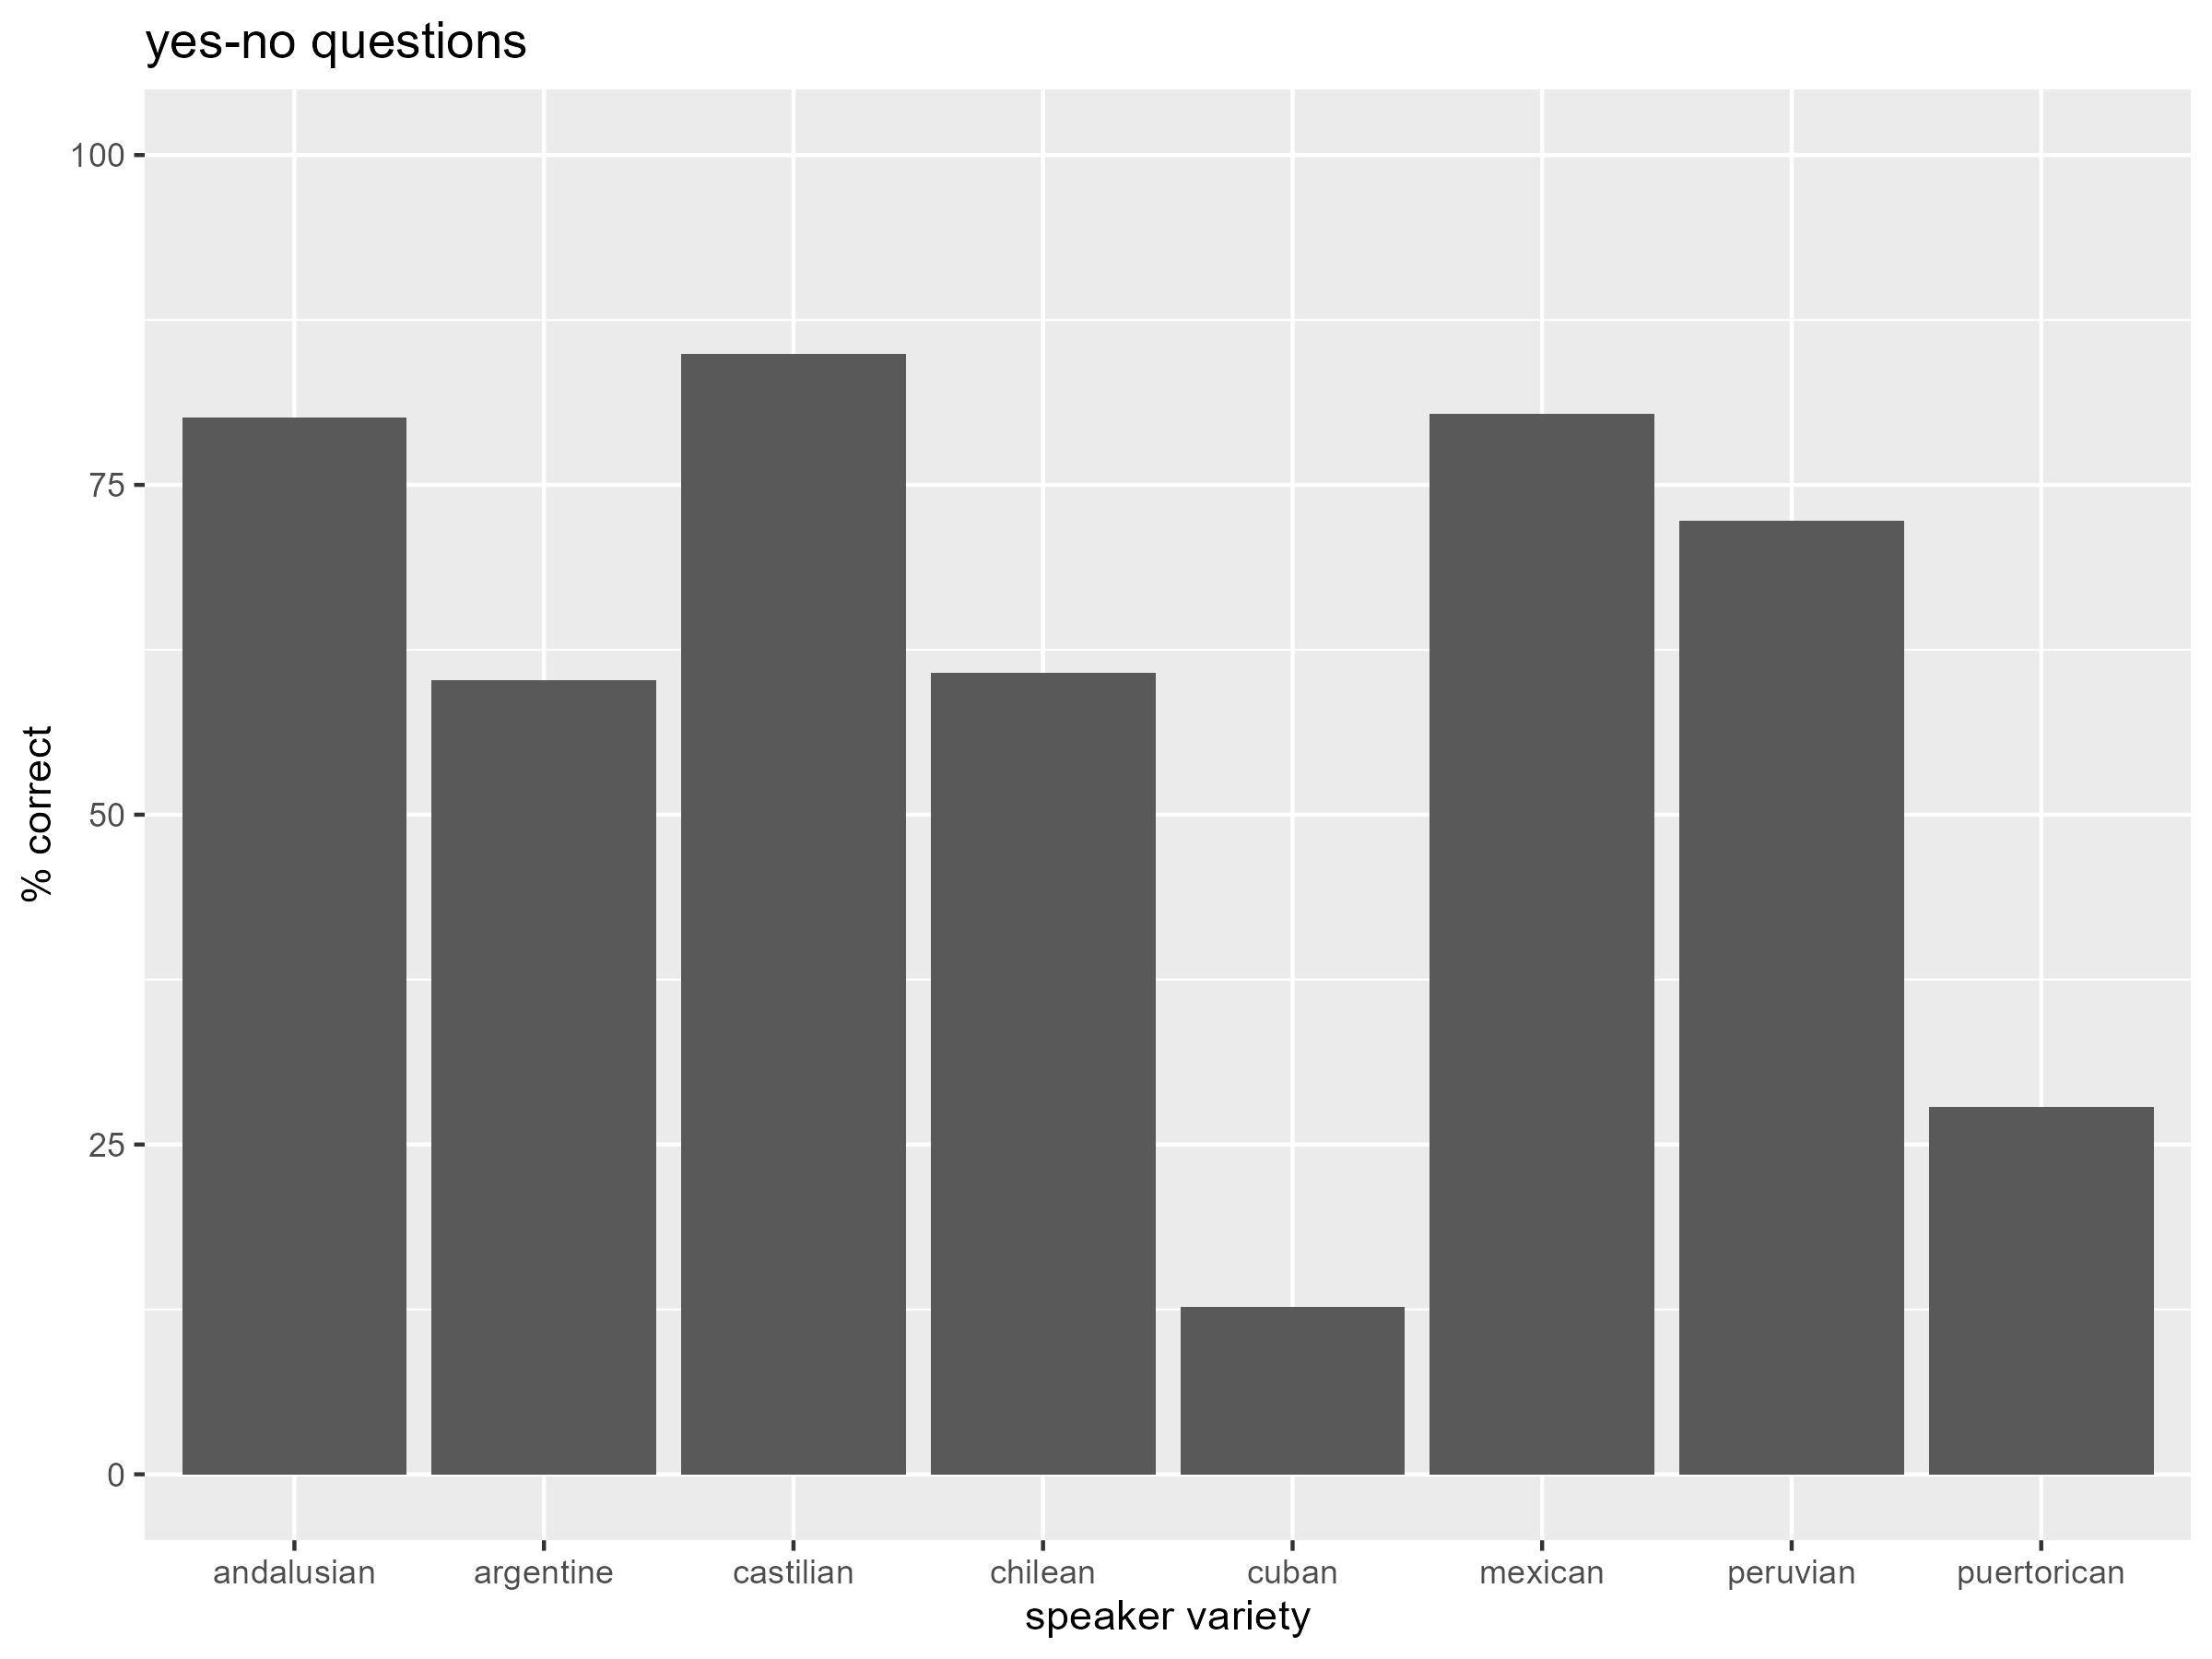 yes-no questions
100
75
50
25
0
% correct
andalusian argentine castilian chilean cuban mexican peruvian puertorican
speaker variety